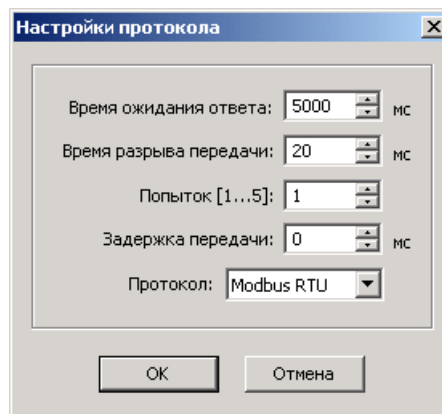 Настройки протокола
Время ожидания ответа: 5000 мс
Время разрыва передачи: 20 мс
Попыток [1...5]: 1
Задержка передачи: 0 мс
Протокол: Modbus RTU
OK Отмена